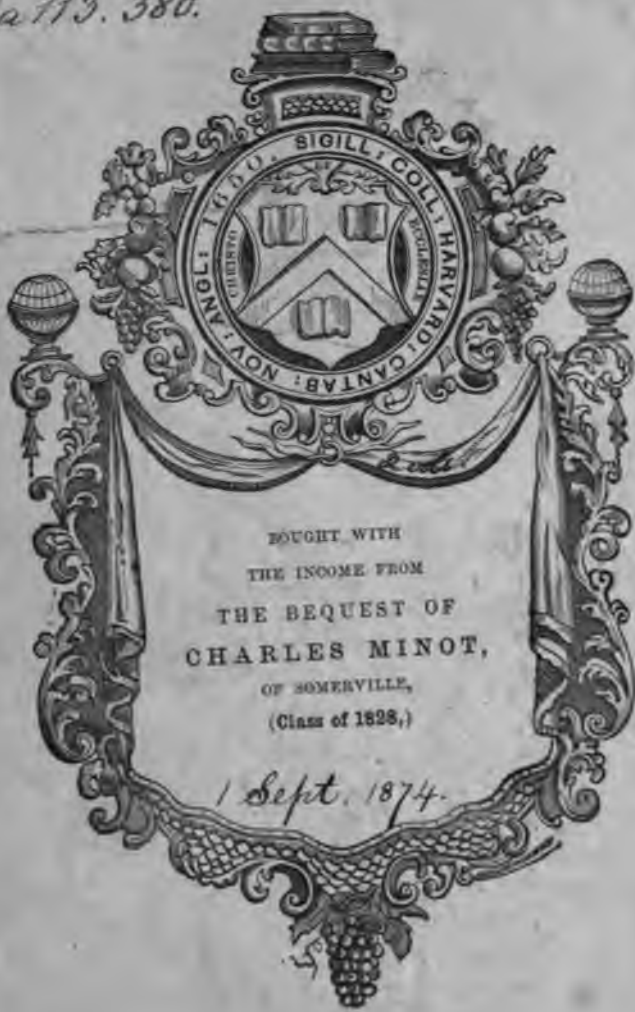 113. 380.
SIGILL: COLL: HARVARD: CANTAB: NOV: ANGL: 1650.
CHRISTO
ECCLESIAE
BOUGHT WITH
THE INCOME FROM
THE BEQUEST OF
CHARLES MINOT,
OF SOMERVILLE,
(Class of 1828,)
1 Sept. 1874.